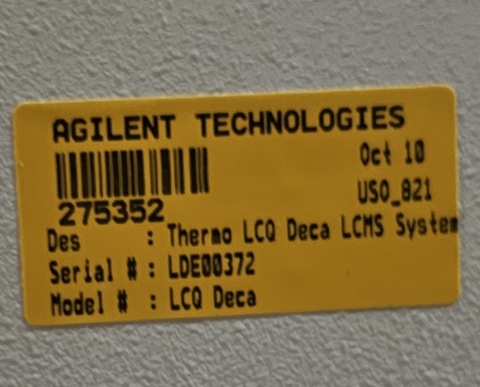 AGILENT TECHNOLOGIES
Oct 10
USO_821
275352
Des : Thermo LCQ Deca LCMS System
Serial # : LDE00372
Model # : LCQ Deca